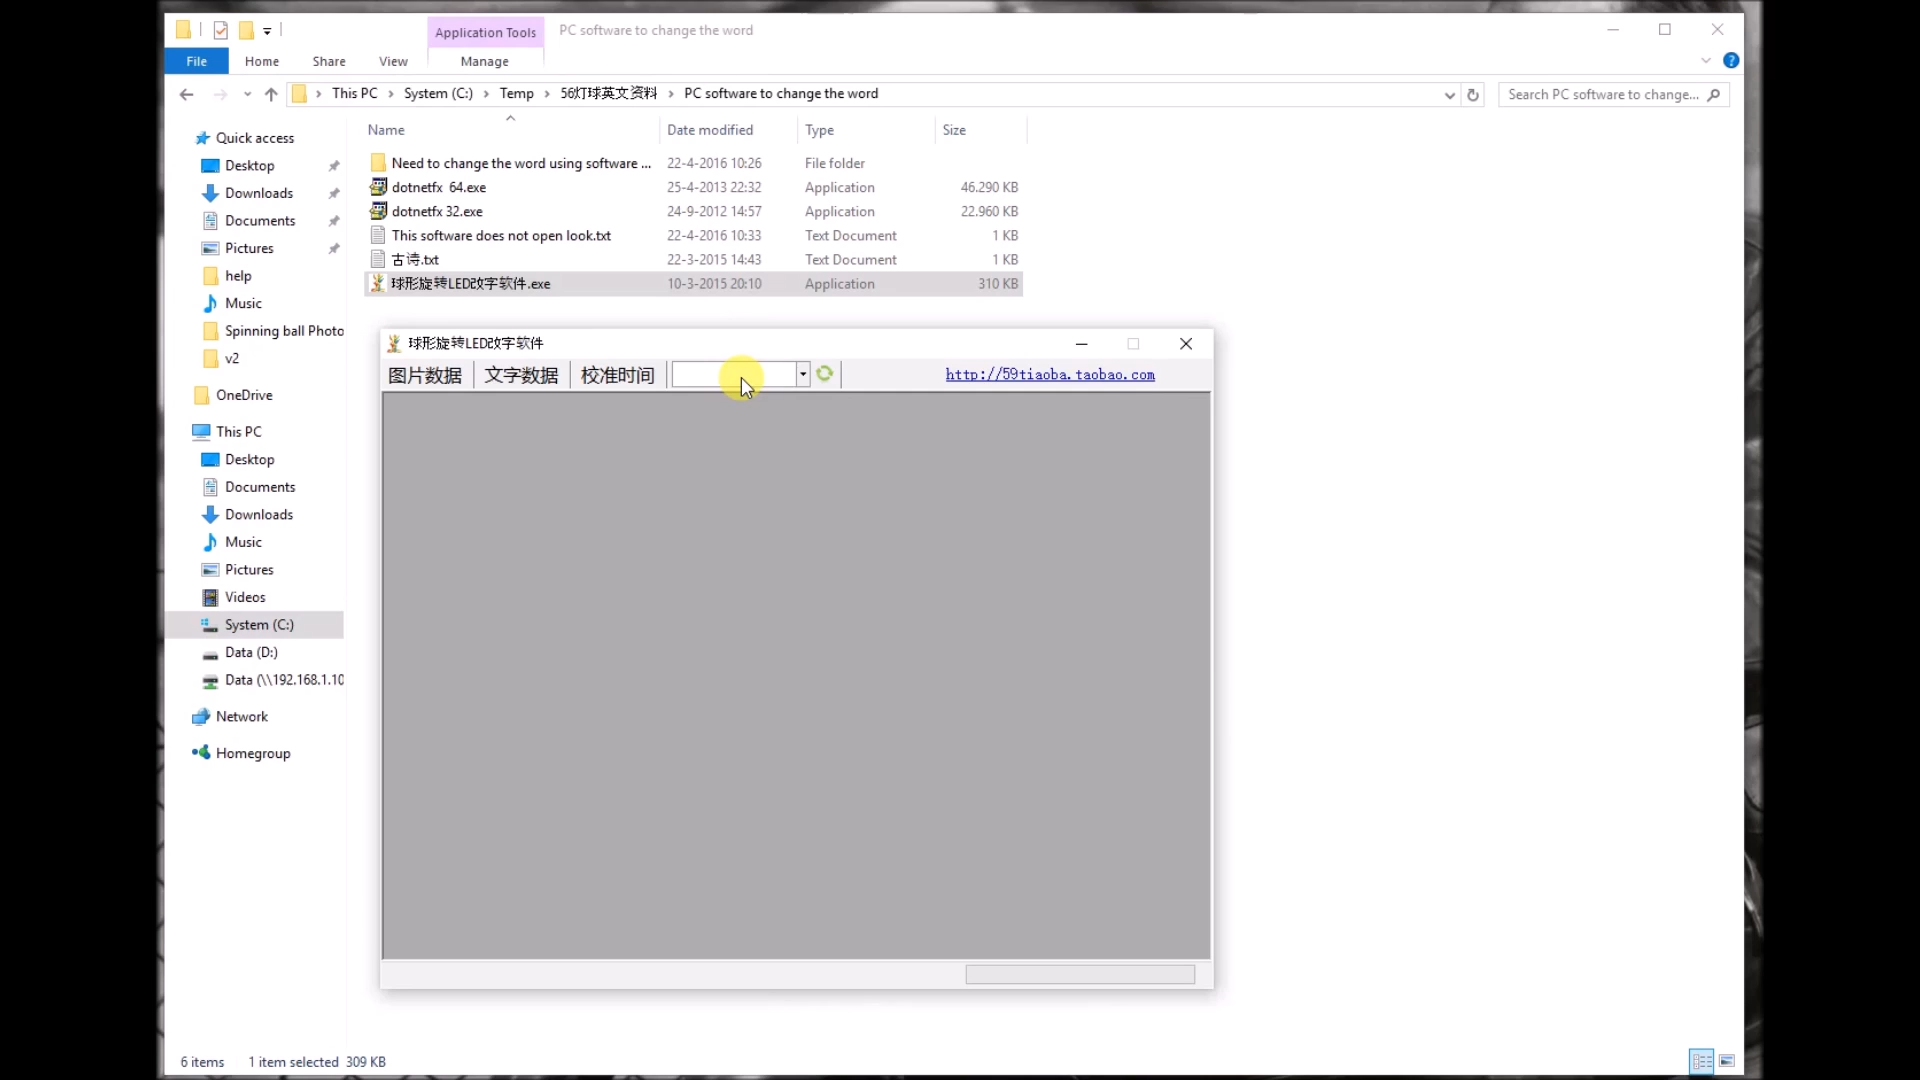 Application Tools
PC software to change the word
File
Home
Share
View
Manage
This PC
System (C:)
Temp
56灯球英文资料
PC software to change the word
Search PC software to change...
Name
Date modified
Type
Size
Need to change the word using software ...
22-4-2016 10:26
File folder
dotnetfx 64.exe
25-4-2013 22:32
Application
46.290 KB
dotnetfx 32.exe
24-9-2012 14:57
Application
22.960 KB
This software does not open look.txt
22-4-2016 10:33
Text Document
1 KB
古诗.txt
22-3-2015 14:43
Text Document
1 KB
球形旋转LED改字软件.exe
10-3-2015 20:10
Application
310 KB
Quick access
Desktop
Downloads
Documents
Pictures
help
Music
Spinning ball Photo
v2
OneDrive
This PC
Desktop
Documents
Downloads
Music
Pictures
Videos
System (C:)
Data (D:)
Data (\\192.168.1.10
Network
Homegroup
球形旋转LED改字软件
图片数据
文字数据
校准时间
http://59tiaoba.taobao.com
6 items
1 item selected 309 KB